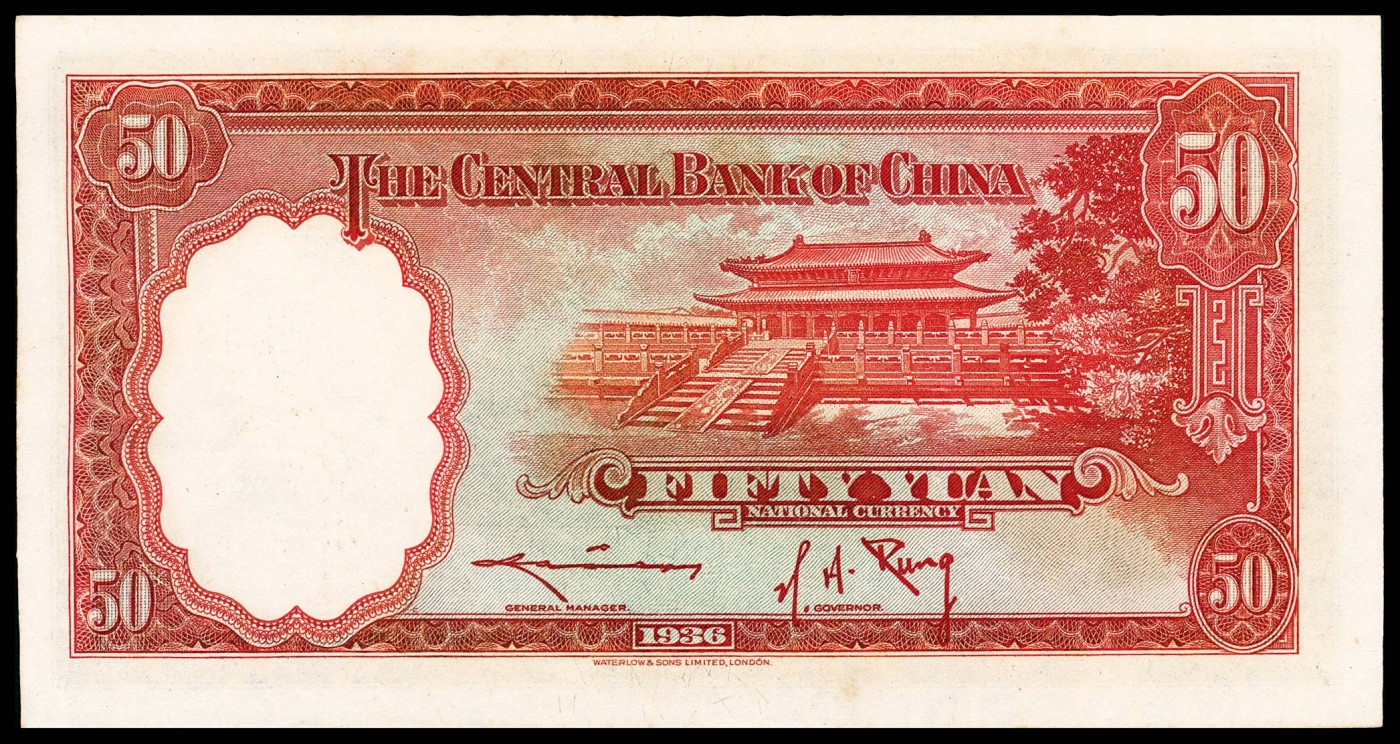 50
50
THE CENTRAL BANK OF CHINA
FIFTY YUAN
NATIONAL CURRENCY
H. H. Kung
GENERAL MANAGER.
GOVERNOR.
50
50
1936
WATERLOW & SONS LIMITED, LONDON.